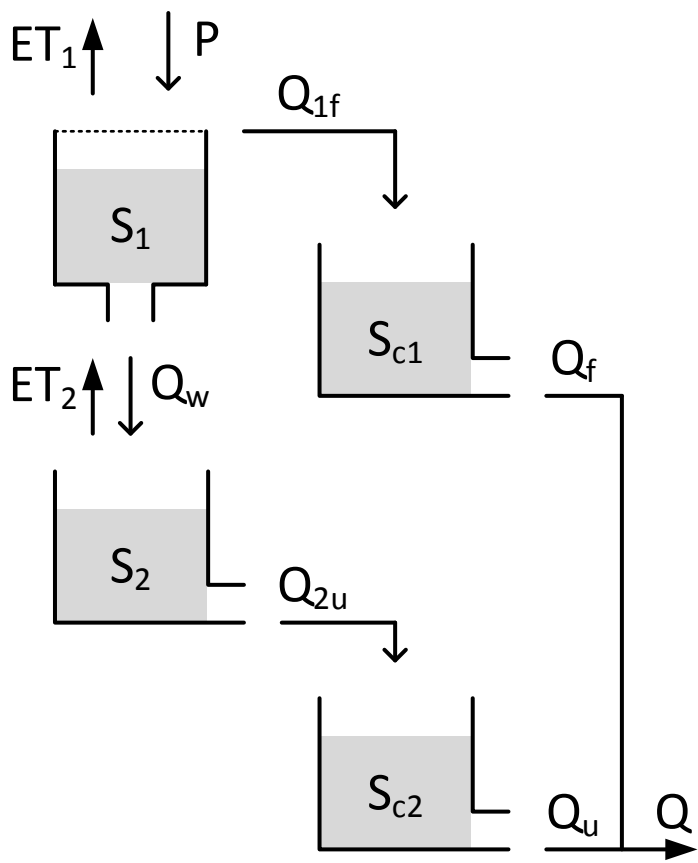 ET₁ P
Q₁f
S₁
Sc1
Qf
ET₂ Qw
S₂
Q₂u
Sc2
Qu Q